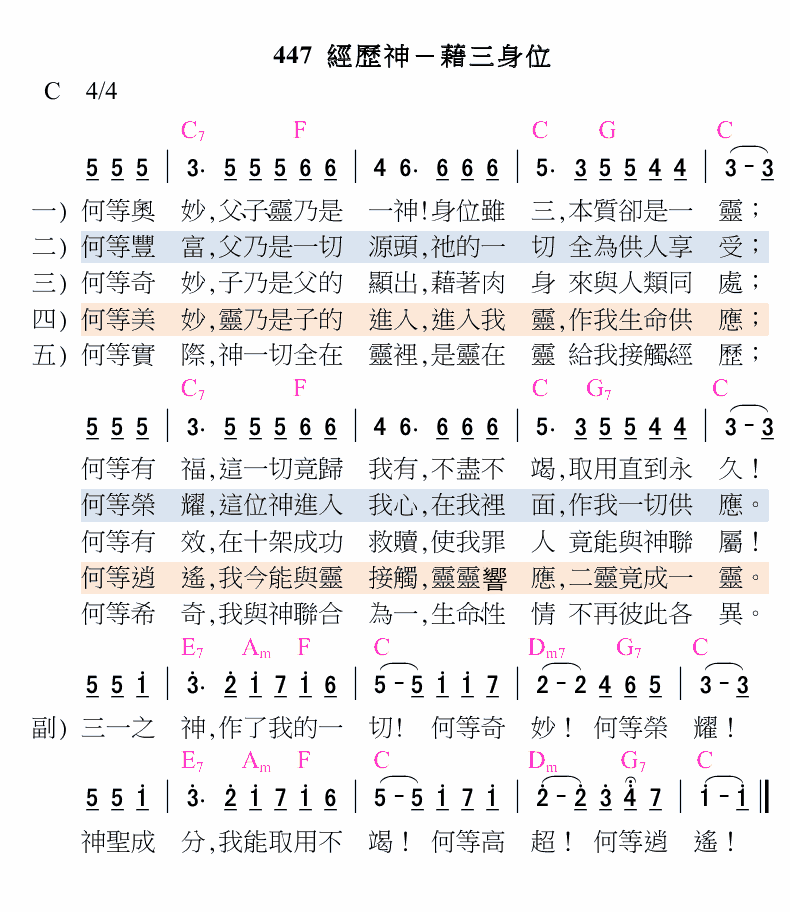 447 經歷神－藉三身位
C 4/4
C7 F C G C
5 5 5 | 3· 5 5 5 6 6 | 4 6· 6 6 6 | 5· 3 5 5 4 4 | 3 - 3
一) 何等奧 妙,父、子、靈乃是 一神!身位雖 三,本質卻是一 靈；
二) 何等豐 富,父乃是一切 源頭,祂的一 切 全為供人享 受；
三) 何等奇 妙,子乃是父的 顯出,藉著肉 身 來與人類同 處；
四) 何等美 妙,靈乃是子的 進入,進入我 靈,作我生命供 應；
五) 何等實 際,神一切全在 靈裡,是靈在 靈 給我接觸、經 歷；
C7 F C G7 C
5 5 5 | 3· 5 5 5 6 6 | 4 6· 6 6 6 | 5· 3 5 5 4 4 | 3 - 3
何等有 福,這一切竟歸 我有,不盡不 竭,取用直到永 久！
何等榮 耀,這位神進入 我心,在我裡 面,作我一切供 應。
何等有 效,在十架成功 救贖,使我罪 人 竟能與神聯 屬！
何等逍 遙,我今能與靈 接觸,靈靈響 應,二靈竟成一 靈。
何等希 奇,我與神聯合 為一,生命、性 情 不再彼此各 異。
E7 Am F C Dm7 G7 C
5 5 i | 3̇· 2̇ i 7 i 6 | 5 - 5 i i 7 | 2 - 2 4 6 5 | 3 - 3
副) 三一之 神,作了我的一 切! 何等奇 妙！ 何等榮 耀！
E7 Am F C Dm G7 C
5 5 i | 3̇· 2̇ i 7 i 6 | 5 - 5 i 7 i | 2̇ - 2̇ 3̇ 4̇ 7 | i - i
神聖成 分,我能取用不 竭！ 何等高 超！ 何等逍 遙！